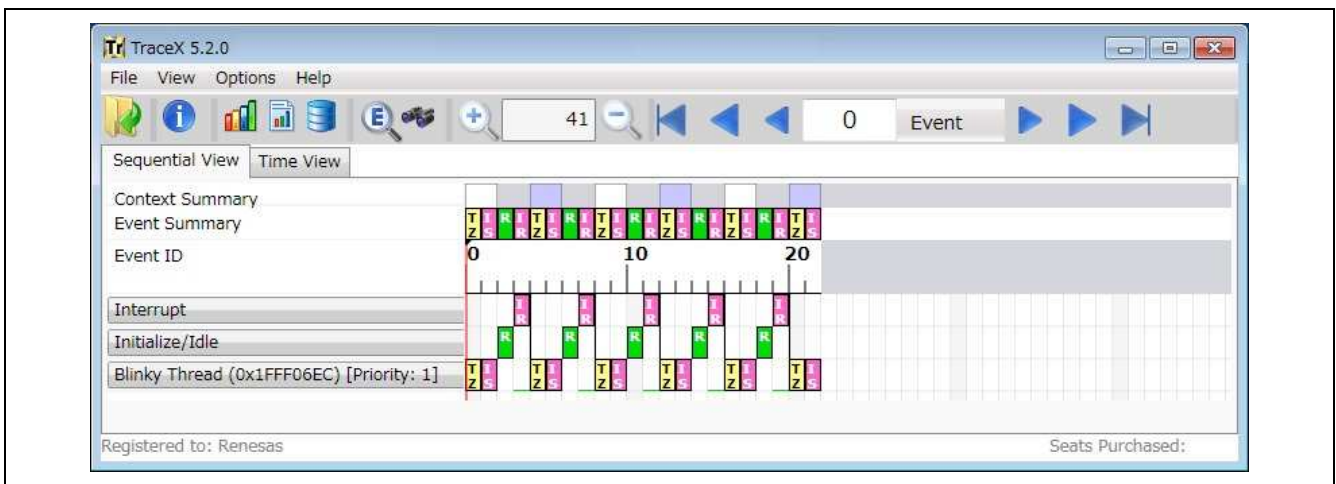 Tr TraceX 5.2.0
File View Options Help
41 0 Event
Sequential View Time View
Context Summary
Event Summary T Z I S R I R T Z I S R I R T Z I S R I R T Z I S R I R T Z I S R I R T Z I S
Event ID 0 10 20
Interrupt I R I R I R I R I R
Initialize/Idle R R R R R
Blinky Thread (0x1FFF06EC) [Priority: 1] T Z I S T Z I S T Z I S T Z I S T Z I S T Z I S
Registered to: Renesas Seats Purchased: